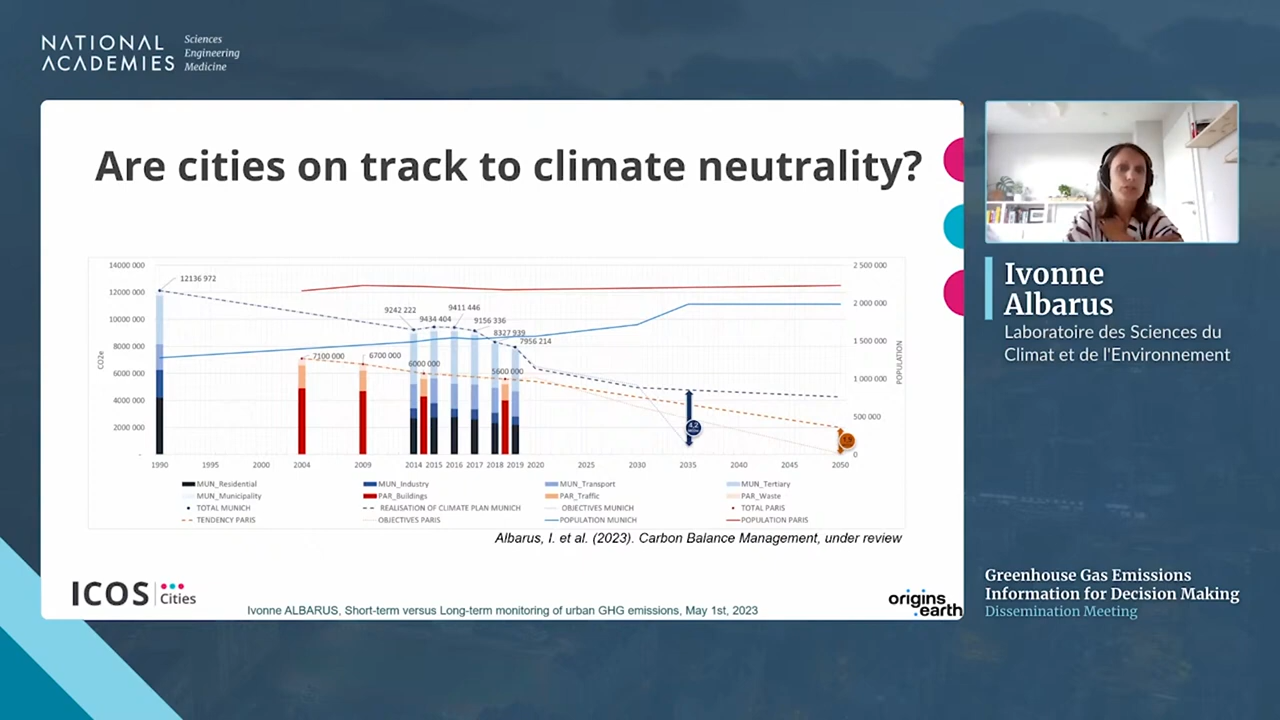 NATIONAL
ACADEMIES
Sciences
Engineering
Medicine
Are cities on track to climate neutrality?
14000 000
12000 000
10000 000
8000 000
6000 000
4000 000
2000 000
-
CO2e
12136 972
7100 000
6700 000
9242 222
9434 404
9411 446
9156 336
8327 939
7956 214
6000 000
5600 000
4,2
1,9
2 500 000
2 000 000
1 500 000
1 000 000
500 000
0
POPULATION
1990 1995 2000 2004 2009 2014 2015 2016 2017 2018 2019 2020 2025 2030 2035 2040 2045 2050
MUN_Residential MUN_Industry MUN_Transport MUN_Tertiary
MUN_Municipality PAR_Buildings PAR_Traffic PAR_Waste
TOTAL MUNICH REALISATION OF CLIMATE PLAN MUNICH OBJECTIVES MUNICH TOTAL PARIS
TENDENCY PARIS OBJECTIVES PARIS POPULATION MUNICH POPULATION PARIS
Albarus, I. et al. (2023). Carbon Balance Management, under review
ICOS Cities
Ivonne ALBARUS, Short-term versus Long-term monitoring of urban GHG emissions, May 1st, 2023
origins
.earth
Ivonne
Albarus
Laboratoire des Sciences du
Climat et de l'Environnement
Greenhouse Gas Emissions
Information for Decision Making
Dissemination Meeting